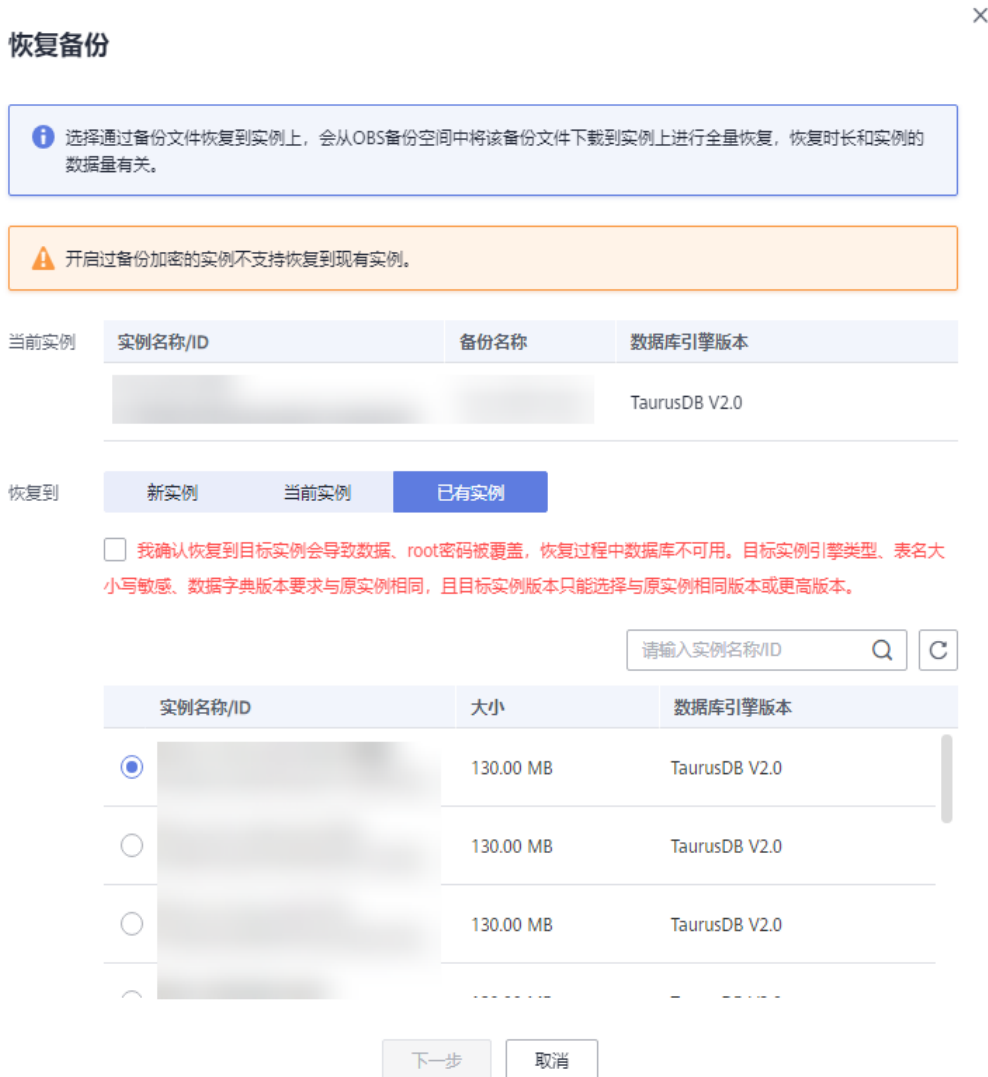 恢复备份
选择通过备份文件恢复到实例上，会从OBS备份空间中将该备份文件下载到实例上进行全量恢复，恢复时长和实例的
数据量有关。
开启过备份加密的实例不支持恢复到现有实例。
当前实例 实例名称/ID 备份名称 数据库引擎版本
TaurusDB V2.0
恢复到 新实例 当前实例 已有实例
我确认恢复到目标实例会导致数据、root密码被覆盖，恢复过程中数据库不可用。目标实例引擎类型、表名大
小写敏感、数据字典版本要求与原实例相同，且目标实例版本只能选择与原实例相同版本或更高版本。
请输入实例名称/ID
实例名称/ID 大小 数据库引擎版本
130.00 MB TaurusDB V2.0
130.00 MB TaurusDB V2.0
130.00 MB TaurusDB V2.0
下一步 取消